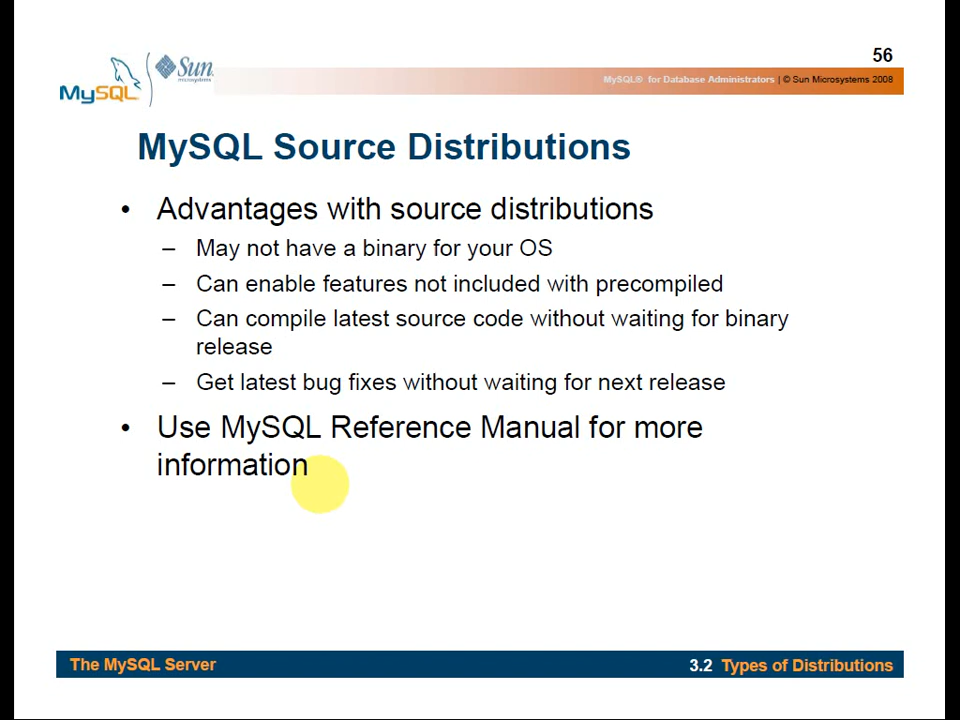 56
MySQL
Sun
microsystems
MySQL® for Database Administrators | © Sun Microsystems 2008
MySQL Source Distributions
• Advantages with source distributions
– May not have a binary for your OS
– Can enable features not included with precompiled
– Can compile latest source code without waiting for binary
release
– Get latest bug fixes without waiting for next release
• Use MySQL Reference Manual for more
information
The MySQL Server
3.2 Types of Distributions